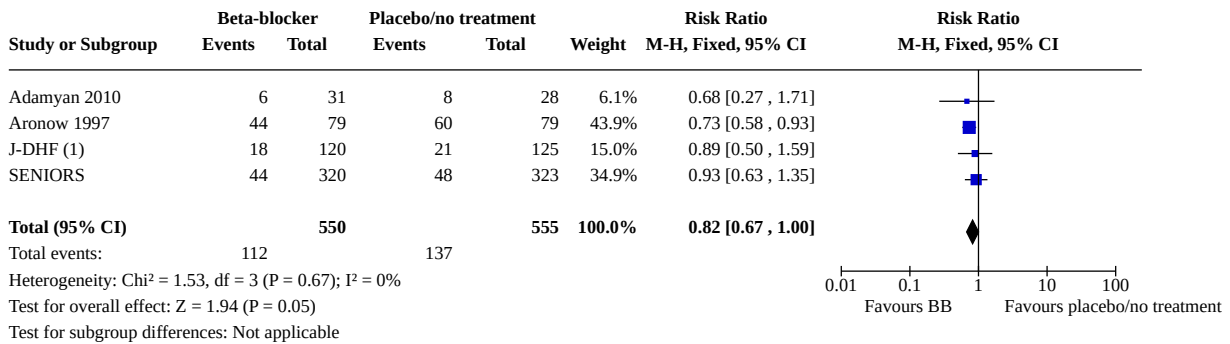 Beta-blocker Placebo/no treatment Risk Ratio Risk Ratio
Study or Subgroup Events Total Events Total Weight M-H, Fixed, 95% CI M-H, Fixed, 95% CI
Adamyan 2010 6 31 8 28 6.1% 0.68 [0.27 , 1.71]
Aronow 1997 44 79 60 79 43.9% 0.73 [0.58 , 0.93]
J-DHF (1) 18 120 21 125 15.0% 0.89 [0.50 , 1.59]
SENIORS 44 320 48 323 34.9% 0.93 [0.63 , 1.35]
Total (95% CI) 550 555 100.0% 0.82 [0.67 , 1.00]
Total events: 112 137
Heterogeneity: Chi² = 1.53, df = 3 (P = 0.67); I² = 0% 0.01 0.1 1 10 100
Test for overall effect: Z = 1.94 (P = 0.05) Favours BB Favours placebo/no treatment
Test for subgroup differences: Not applicable